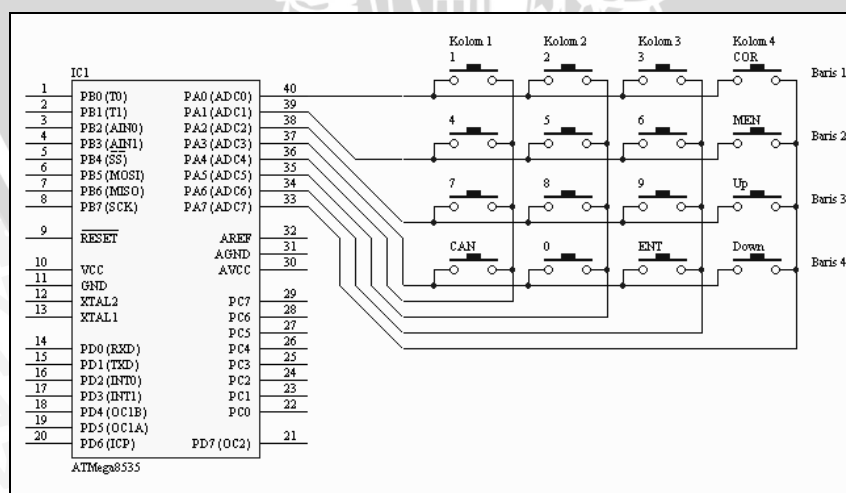 Kolom 1 Kolom 2 Kolom 3 Kolom 4
1 2 3 COR Baris 1
4 5 6 MEN Baris 2
7 8 9 Up Baris 3
CAN 0 ENT Down Baris 4
IC1
1 PB0 (T0) PA0 (ADC0) 40
2 PB1 (T1) PA1 (ADC1) 39
3 PB2 (AIN0) PA2 (ADC2) 38
4 PB3 (AIN1) PA3 (ADC3) 37
5 PB4 (SS) PA4 (ADC4) 36
6 PB5 (MOSI) PA5 (ADC5) 35
7 PB6 (MISO) PA6 (ADC6) 34
8 PB7 (SCK) PA7 (ADC7) 33
9 RESET AREF 32
AGND 31
10 VCC AVCC 30
11 GND
12 XTAL2 PC7 29
13 XTAL1 PC6 28
PC5 27
14 PD0 (RXD) PC4 26
15 PD1 (TXD) PC3 25
16 PD2 (INT0) PC2 24
17 PD3 (INT1) PC1 23
18 PD4 (OC1B) PC0 22
19 PD5 (OC1A)
20 PD6 (ICP) PD7 (OC2) 21
ATMega8535